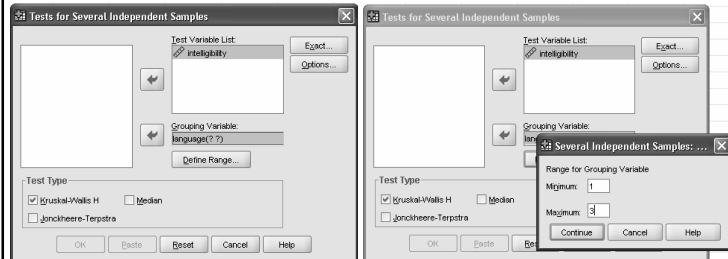 Tests for Several Independent Samples
Test Variable List:
intelligibility
Exact...
Options...
Grouping Variable:
language(? ?)
Define Range...
Test Type
Kruskal-Wallis H
Median
Jonckheere-Terpstra
OK
Paste
Reset
Cancel
Help
Tests for Several Independent Samples
Test Variable List:
intelligibility
Exact...
Options...
Grouping Variable:
Test Type
Kruskal-Wallis H
Median
Jonckheere-Terpstra
OK
Paste
Several Independent Samples: ...
Range for Grouping Variable
Minimum: 1
Maximum: 3
Continue
Cancel
Help